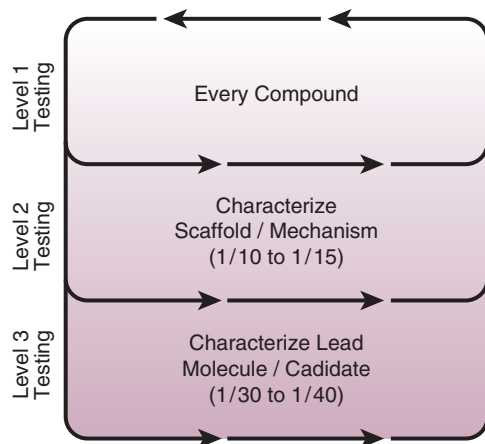 Level 1
Testing
Every Compound
Level 2
Testing
Characterize
Scaffold / Mechanism
(1/10 to 1/15)
Level 3
Testing
Characterize Lead
Molecule / Cadidate
(1/30 to 1/40)